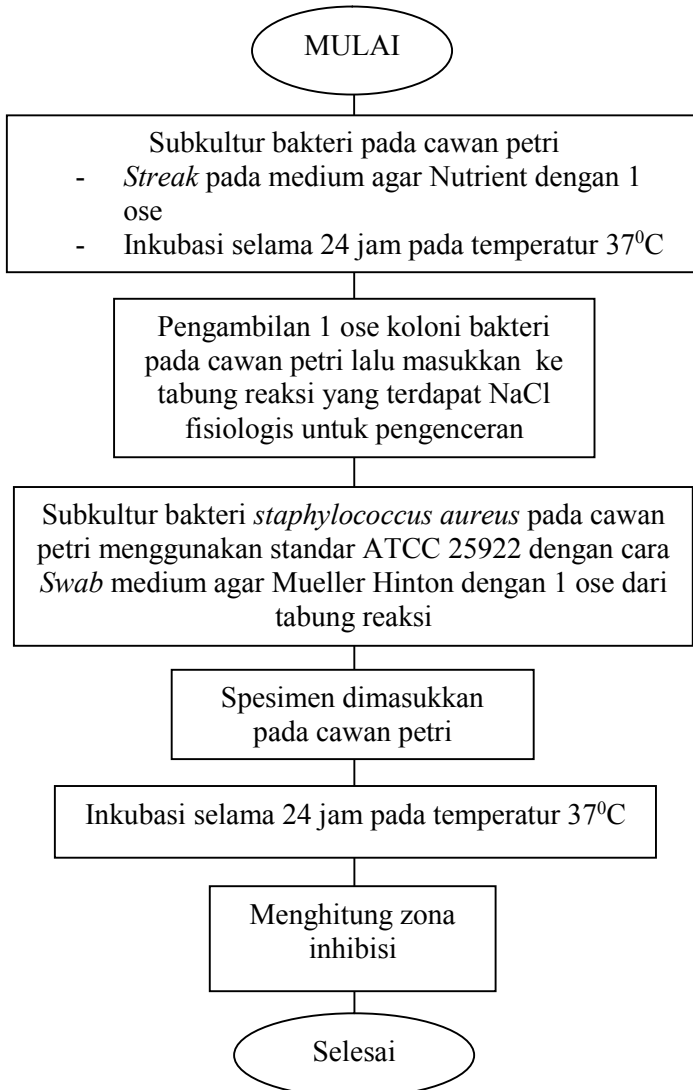 MULAI
Subkultur bakteri pada cawan petri
- Streak pada medium agar Nutrient dengan 1
ose
- Inkubasi selama 24 jam pada temperatur 37⁰C
Pengambilan 1 ose koloni bakteri
pada cawan petri lalu masukkan ke
tabung reaksi yang terdapat NaCl
fisiologis untuk pengenceran
Subkultur bakteri staphylococcus aureus pada cawan
petri menggunakan standar ATCC 25922 dengan cara
Swab medium agar Mueller Hinton dengan 1 ose dari
tabung reaksi
Spesimen dimasukkan
pada cawan petri
Inkubasi selama 24 jam pada temperatur 37⁰C
Menghitung zona
inhibisi
Selesai